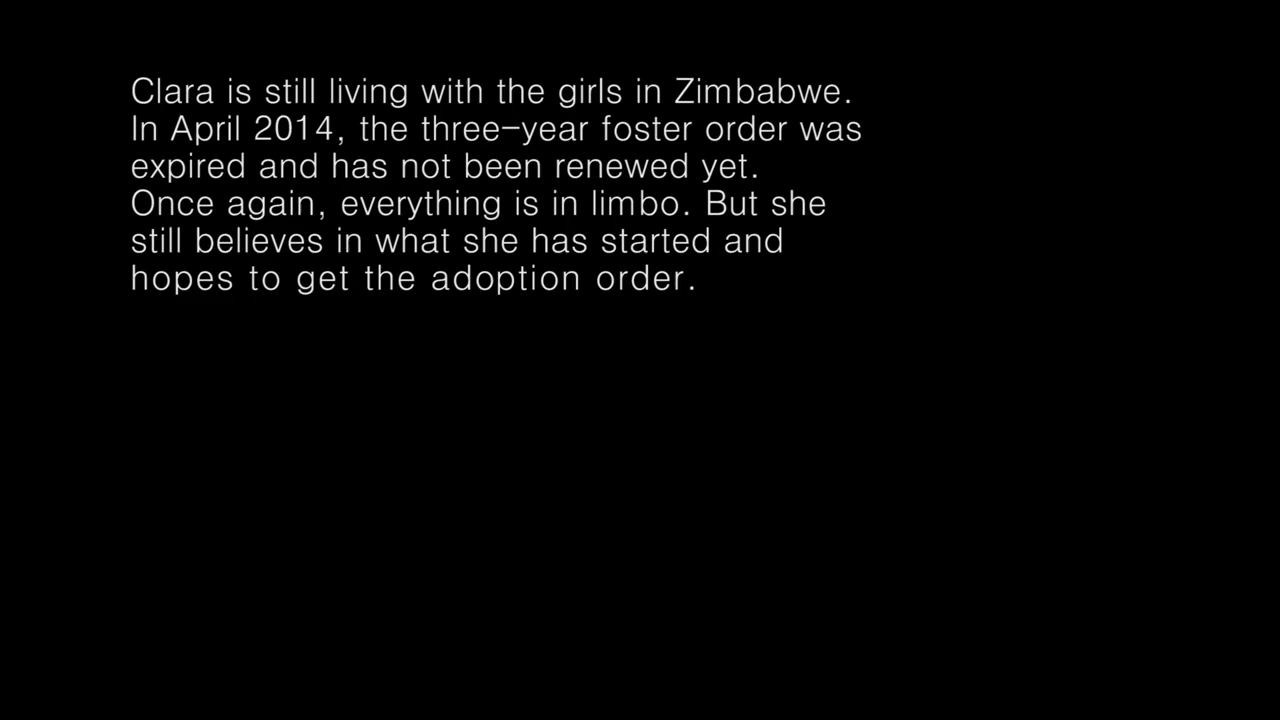 Clara is still living with the girls in Zimbabwe.
In April 2014, the three-year foster order was
expired and has not been renewed yet.
Once again, everything is in limbo. But she
still believes in what she has started and
hopes to get the adoption order.